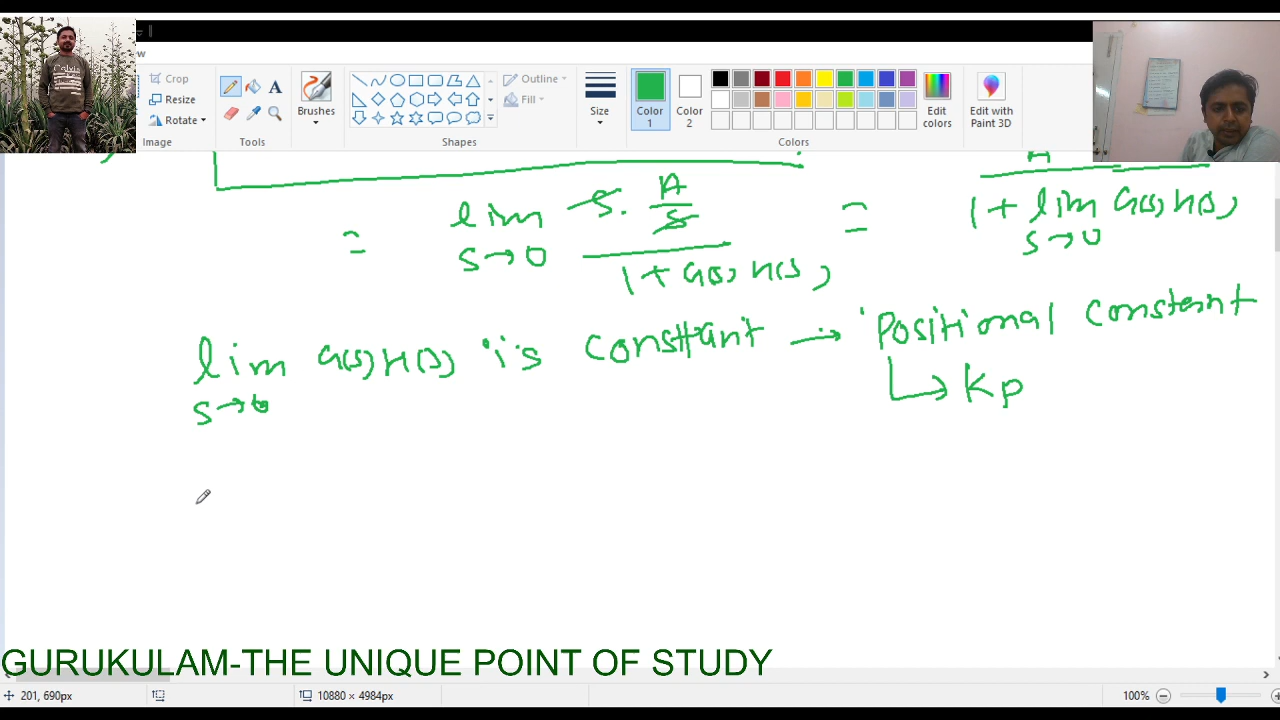 w
Crop
Resize
Rotate
Image
Tools
Brushes
Shapes
Outline
Fill
Size
Color 1
Color 2
Edit colors
Edit with Paint 3D
Colors
= lim s→0 s. A/s / 1 + G(s) H(s) = A / 1 + lim s→0 G(s) H(s)
lim s→0 G(s) H(s) is constant → Positional constant
→ Kp
GURUKULAM-THE UNIQUE POINT OF STUDY
201, 690px
10880 × 4984px
100%